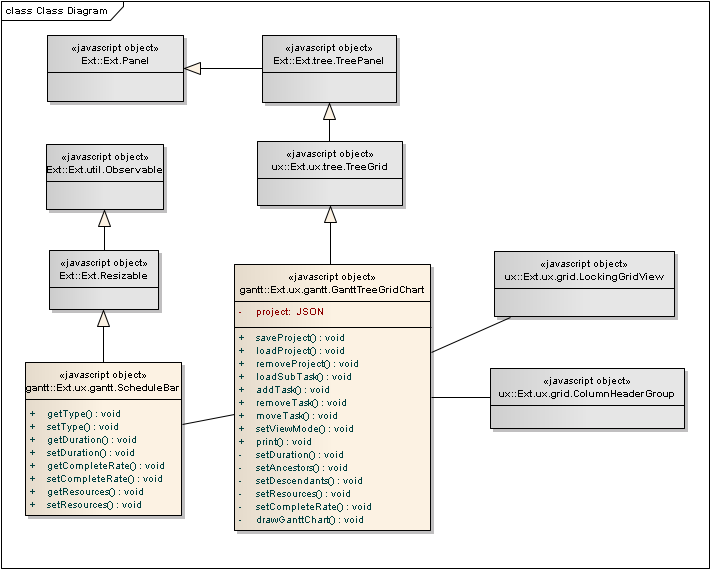 class Class Diagram
«javascript object»
Ext::Ext.Panel
«javascript object»
Ext::Ext.tree.TreePanel
«javascript object»
Ext::Ext.util.Observable
«javascript object»
ux::Ext.ux.tree.TreeGrid
«javascript object»
Ext::Ext.Resizable
«javascript object»
gantt::Ext.ux.gantt.GanttTreeGridChart
- project: JSON
+ saveProject() : void
+ loadProject() : void
+ removeProject() : void
+ loadSubTask() : void
+ addTask() : void
+ removeTask() : void
+ moveTask() : void
+ setViewMode() : void
+ print() : void
- setDuration() : void
- setAncestors() : void
- setDescendants() : void
- setResources() : void
- setCompleteRate() : void
- drawGanttChart() : void
«javascript object»
ux::Ext.ux.grid.LockingGridView
«javascript object»
gantt::Ext.ux.gantt.ScheduleBar
+ getType() : void
+ setType() : void
+ getDuration() : void
+ setDuration() : void
+ getCompleteRate() : void
+ setCompleteRate() : void
+ getResources() : void
+ setResources() : void
«javascript object»
ux::Ext.ux.grid.ColumnHeaderGroup